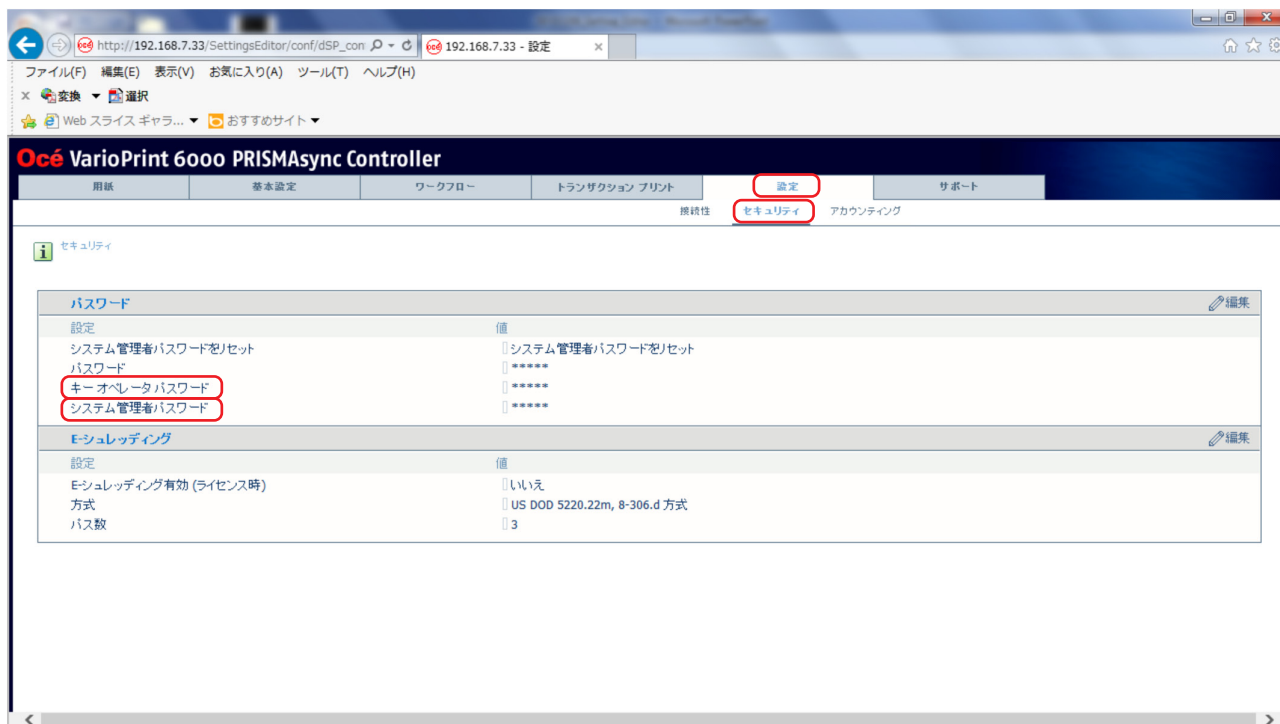 http://192.168.7.33/SettingsEditor/conf/dSP_con
océ 192.168.7.33 - 設定
ファイル(F) 編集(E) 表示(V) お気に入り(A) ツール(T) ヘルプ(H)
x 変換 ▼ 選択
Web スライス ギャラ... ▼ おすすめサイト ▼
Océ VarioPrint 6000 PRISMAsync Controller
用紙 基本設定 ワークフロー トランザクション プリント 設定 サポート
接続性 セキュリティ アカウンティング
i セキュリティ
パスワード 編集
設定 値
システム管理者パスワードをリセット システム管理者パスワードをリセット
パスワード *****
キー オペレータ パスワード *****
システム管理者パスワード *****
E-シュレッディング 編集
設定 値
E-シュレッディング有効 (ライセンス時) いいえ
方式 US DOD 5220.22m, 8-306.d 方式
パス数 3